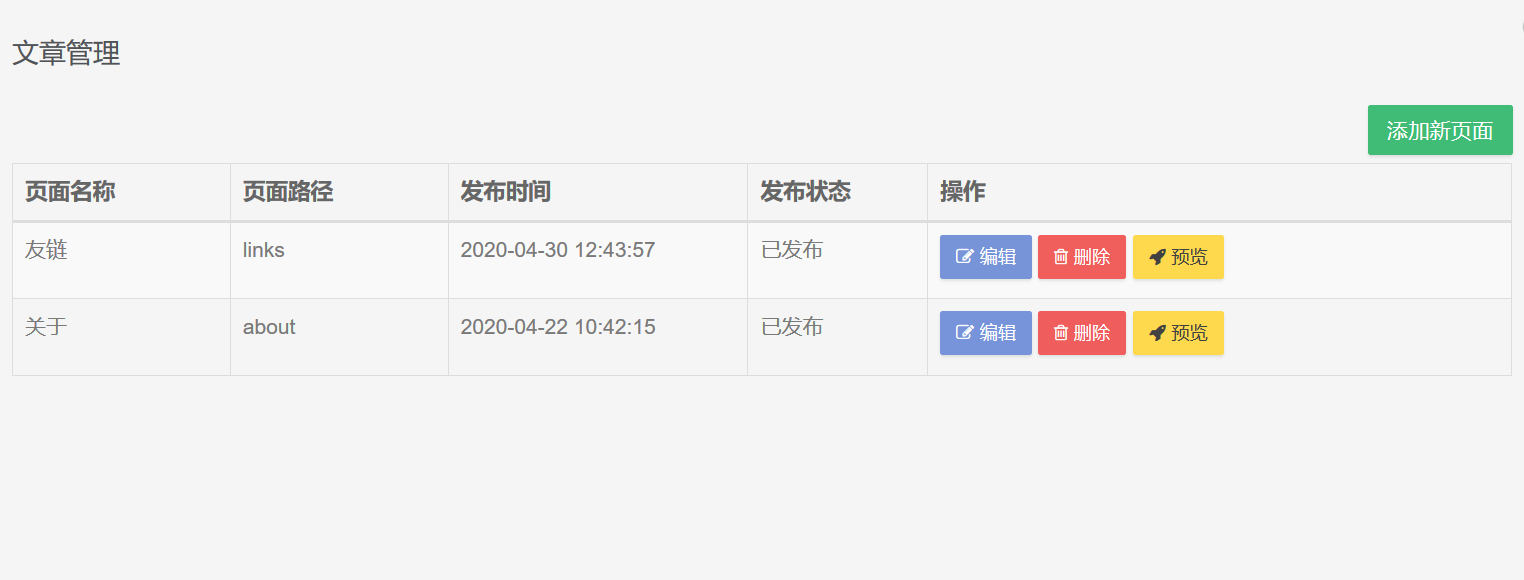 文章管理
添加新页面
页面名称 页面路径 发布时间 发布状态 操作
友链 links 2020-04-30 12:43:57 已发布 编辑 删除 预览
关于 about 2020-04-22 10:42:15 已发布 编辑 删除 预览